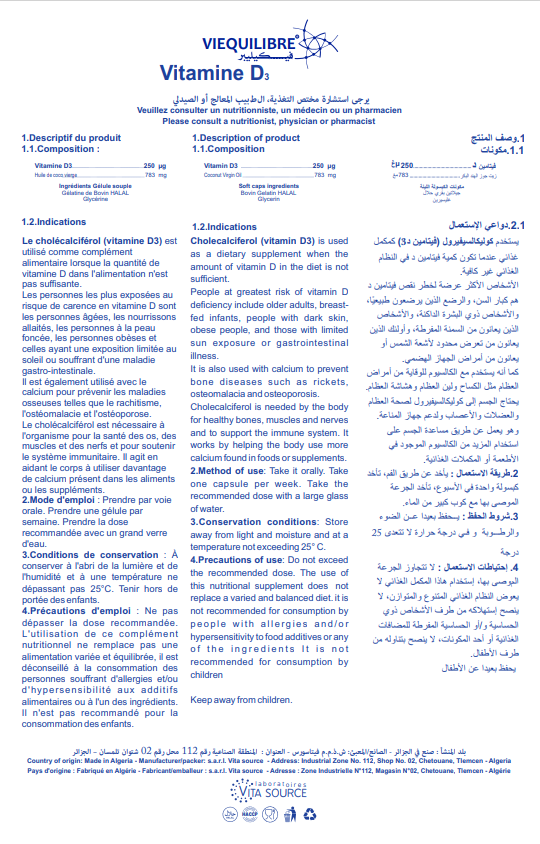 VIEQUILIBRE®
فيكيليبر
Vitamine D3
يرجى استشارة مختص التغذية، الطبيب المعالج أو الصيدلي
Veuillez consulter un nutritionniste, un médecin ou un pharmacien
Please consult a nutritionist, physician or pharmacist
1.Descriptif du produit
1.1.Composition :
Vitamine D3 250 µg
Huile de coco vierge 783 mg
Ingrédients Gélule souple
Gélatine de Bovin HALAL
Glycérine
1.2.Indications
Le cholécalciférol (vitamine D3) est
utilisé comme complément
alimentaire lorsque la quantité de
vitamine D dans l'alimentation n'est
pas suffisante.
Les personnes les plus exposées au
risque de carence en vitamine D sont
les personnes âgées, les nourrissons
allaités, les personnes à la peau
foncée, les personnes obèses et
celles ayant une exposition limitée au
soleil ou souffrant d'une maladie
gastro-intestinale.
Il est également utilisé avec le
calcium pour prévenir les maladies
osseuses telles que le rachitisme,
l'ostéomalacie et l'ostéoporose.
Le cholécalciférol est nécessaire à
l'organisme pour la santé des os, des
muscles et des nerfs et pour soutenir
le système immunitaire. Il agit en
aidant le corps à utiliser davantage
de calcium présent dans les aliments
ou les suppléments.
2.Mode d'emploi : Prendre par voie
orale. Prendre une gélule par
semaine. Prendre la dose
recommandée avec un grand verre
d'eau.
3.Conditions de conservation : À
conserver à l'abri de la lumière et de
l'humidité et à une température ne
dépassant pas 25°C. Tenir hors de
portée des enfants.
4.Précautions d'emploi : Ne pas
dépasser la dose recommandée.
L'utilisation de ce complément
nutritionnel ne remplace pas une
alimentation variée et équilibrée, il est
déconseillé à la consommation des
personnes souffrant d'allergies et/ou
d'hypersensibilité aux additifs
alimentaires ou à l'un des ingrédients.
Il n'est pas recommandé pour la
consommation des enfants.
1.Description of product
1.1.Composition
Vitamin D3 250 µg
Coconut Virgin Oil 783 mg
Soft caps ingredients
Bovin Gelatin HALAL
Glycerin
1.2.Indications
Cholecalciferol (vitamin D3) is used
as a dietary supplement when the
amount of vitamin D in the diet is not
sufficient.
People at greatest risk of vitamin D
deficiency include older adults, breast-
fed infants, people with dark skin,
obese people, and those with limited
sun exposure or gastrointestinal
illness.
It is also used with calcium to prevent
bone diseases such as rickets,
osteomalacia and osteoporosis.
Cholecalciferol is needed by the body
for healthy bones, muscles and nerves
and to support the immune system. It
works by helping the body use more
calcium found in foods or supplements.
2.Method of use: Take it orally. Take
one capsule per week. Take the
recommended dose with a large glass
of water.
3.Conservation conditions: Store
away from light and moisture and at a
temperature not exceeding 25° C.
4.Precautions of use: Do not exceed
the recommended dose. The use of
this nutritional supplement does not
replace a varied and balanced diet. it is
not recommended for consumption by
people with allergies and/or
hypersensitivity to food additives or any
of the ingredients It is not
recommended for consumption by
children
Keep away from children.
1.وصف المنتج
1.1.مكونات
فيتامين د 250 µغ
زيت جوز الهند البكر 783مغ
مكونات الكبسولة اللينة
جيلاتين بقري حلال
غليسيرين
2.1.دواعي الإستعمال
يستخدم كوليكالسيفيرول (فيتامين د3) كمكمل
غذائي عندما تكون كمية فيتامين د في النظام
الغذائي غير كافية.
الأشخاص الأكثر عرضة لخطر نقص فيتامين د
هم كبار السن، والرضع الذين يرضعون طبيعيًا،
والأشخاص ذوي البشرة الداكنة، والأشخاص
الذين يعانون من السمنة المفرطة، وأولئك الذين
يعانون من تعرض محدود لأشعة الشمس أو
يعانون من أمراض الجهاز الهضمي.
كما أنه يستخدم مع الكالسيوم للوقاية من أمراض
العظام مثل الكساح ولين العظام وهشاشة العظام.
يحتاج الجسم إلى كوليكالسيفيرول لصحة العظام
والعضلات والأعصاب ولدعم جهاز المناعة.
وهو يعمل عن طريق مساعدة الجسم على
استخدام المزيد من الكالسيوم الموجود في
الأطعمة أو المكملات الغذائية.
2.طريقة الاستعمال : يأخذ عن طريق الفم، تأخذ
كبسولة واحدة في الأسبوع، تأخذ الجرعة
الموصى بها مع كوب كبير من الماء.
3.شروط الحفظ : يحفظ بعيدا عن الضوء
والرطوبة و في درجة حرارة لا تتعدى 25
درجة
4. إحتياطات الاستعمال : لا تتجاوز الجرعة
الموصى بها، إستخدام هذا المكمل الغذائي لا
يعوض النظام الغذائي المتنوع والمتوازن، لا
ينصح إستهلاكه من طرف الأشخاص ذوي
الحساسية و/أو الحساسية المفرطة للمضافات
الغذائية أو أحد المكونات، لا ينصح بتناوله من
طرف الأطفال.
يحفظ بعيدا عن الأطفال
بلد المنشأ : صنع في الجزائر - الصانع/المعبئ: ش.ذ.م.م فيتاسورس - العنوان : المنطقة الصناعية رقم 112 محل رقم 02 شتوان تلمسان - الجزائر
Country of origin: Made in Algeria - Manufacturer/packer: s.a.r.l. Vita source - Address: Industrial Zone No. 112, Shop No. 02, Chetouane, Tlemcen - Algeria
Pays d'origine : Fabriqué en Algérie - Fabricant/emballeur : s.a.r.l. Vita source - Adresse : Zone Industrielle N°112, Magasin N°02, Chetouane, Tlemcen - Algérie
laboratoires
VITA SOURCE
HACCP